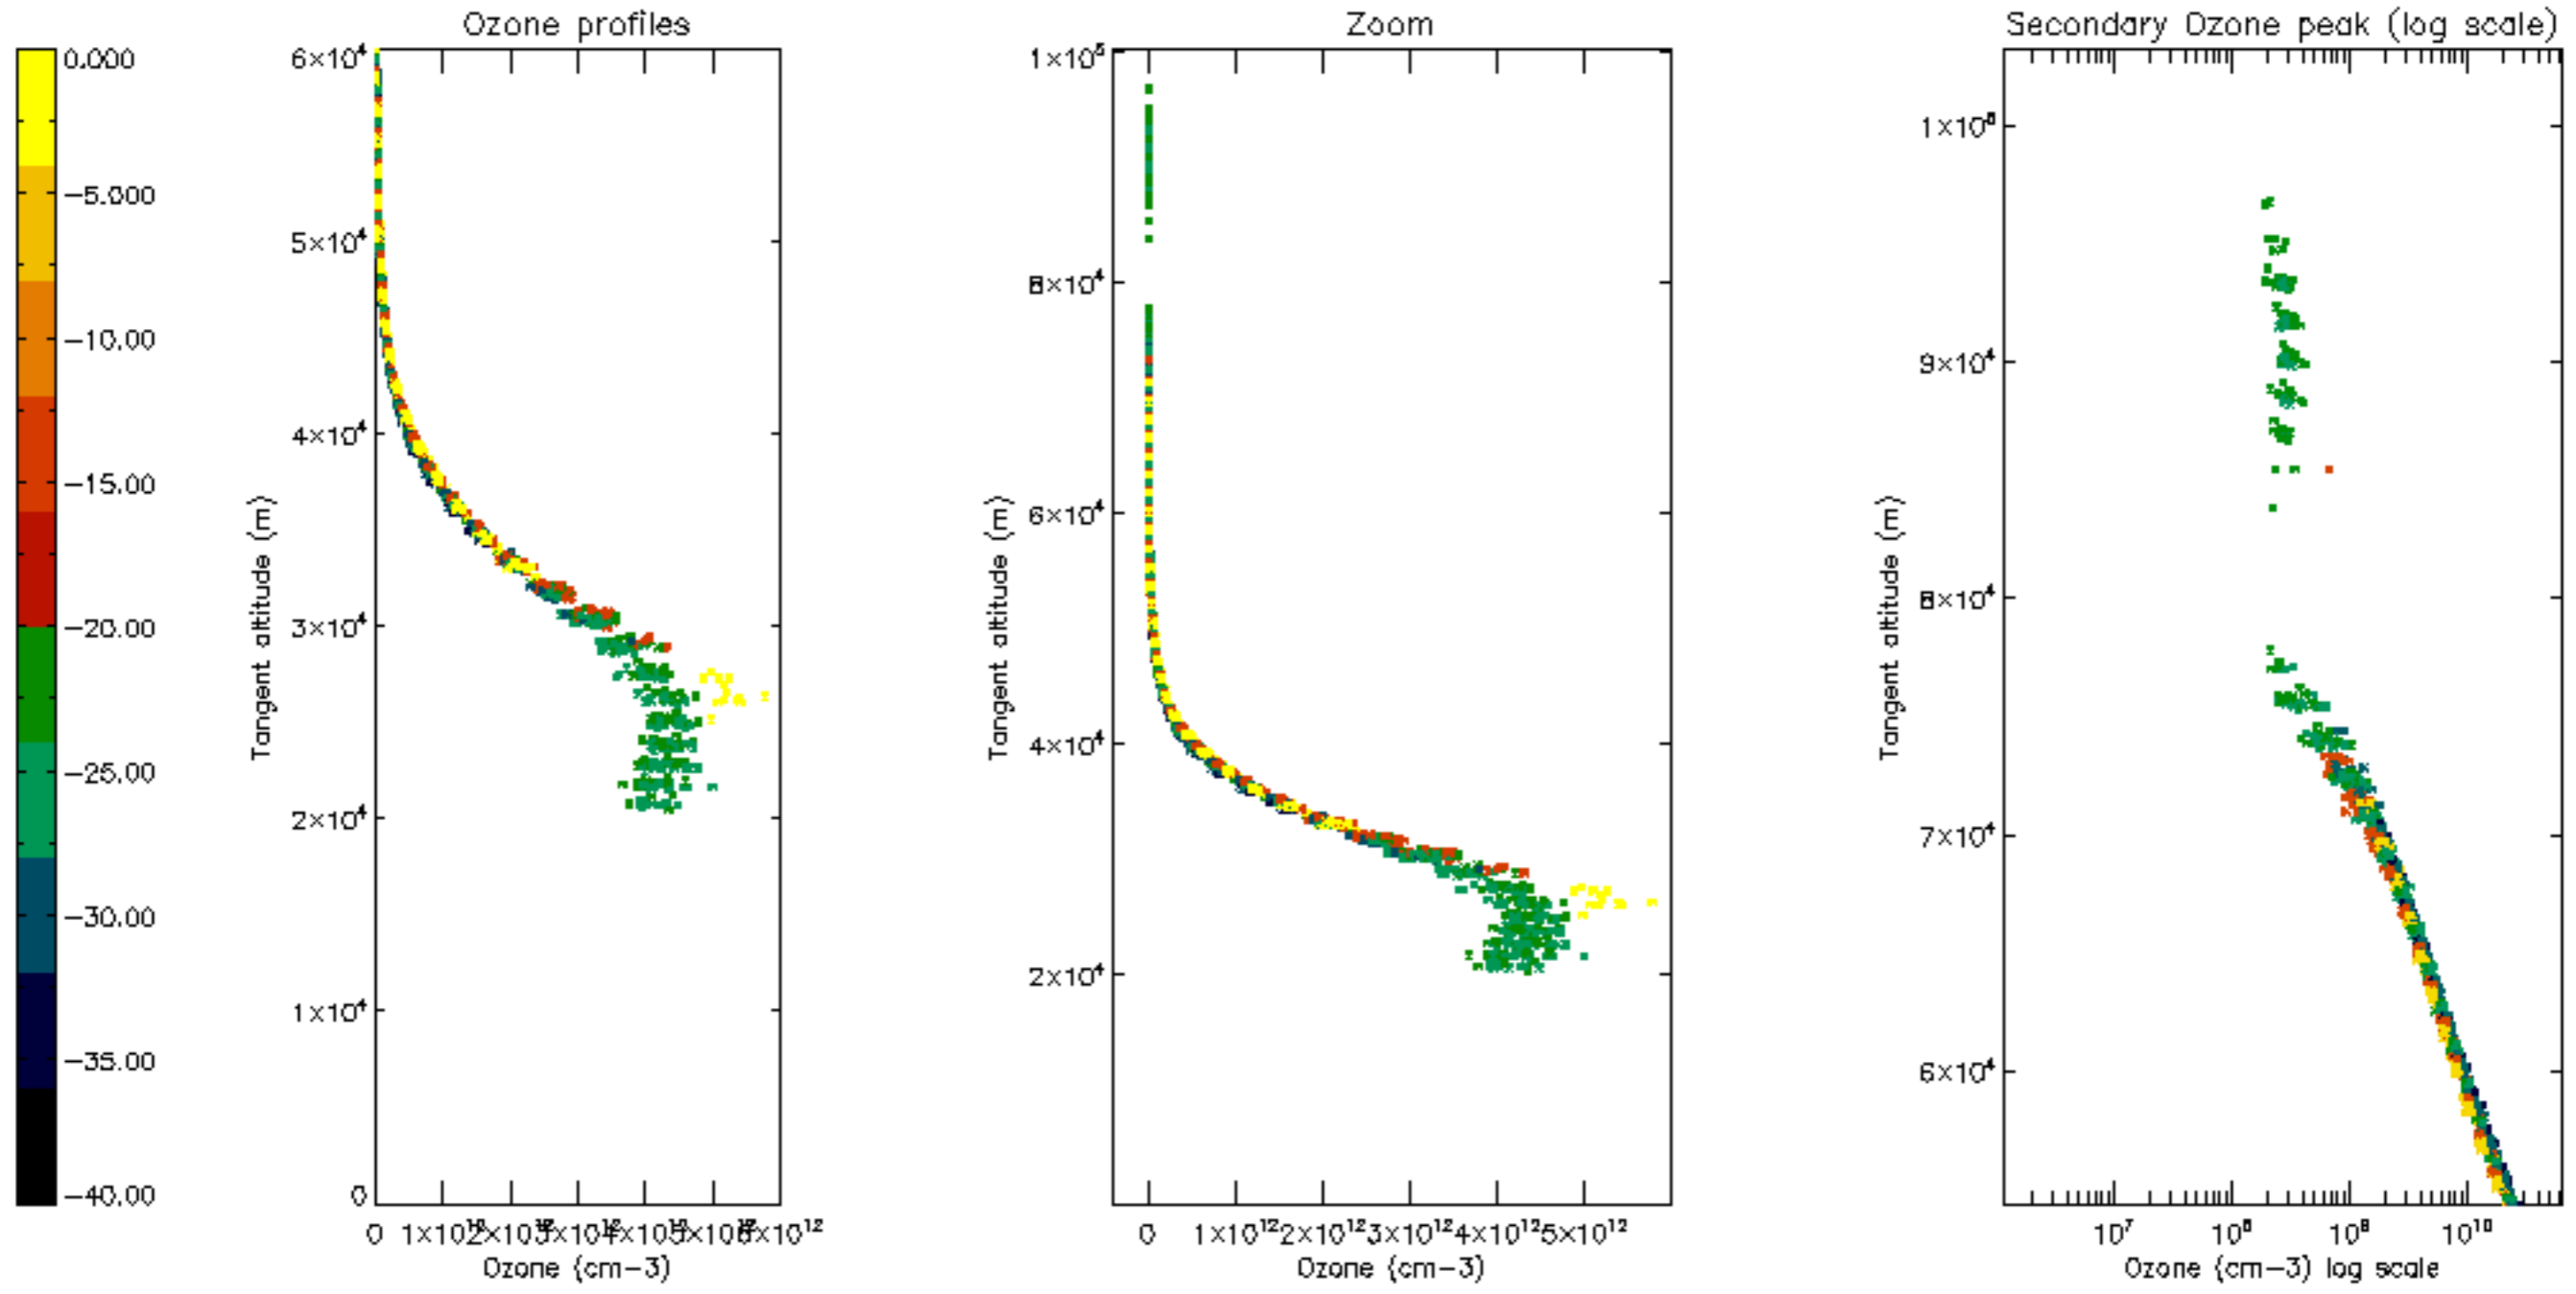 Ozone profiles
Zoom
Secondary Ozone peak (log scale)
0.000
−5.000
−10.00
−15.00
−20.00
−25.00
−30.00
−35.00
−40.00
6×10⁴
5×10⁴
4×10⁴
3×10⁴
2×10⁴
1×10⁴
0
Tangent altitude (m)
0
6×10¹²
Ozone (cm−3)
1×10⁵
8×10⁴
6×10⁴
4×10⁴
2×10⁴
Tangent altitude (m)
0 1×10¹² 2×10¹² 3×10¹² 4×10¹² 5×10¹²
Ozone (cm−3)
1×10⁵
9×10⁴
8×10⁴
7×10⁴
6×10⁴
Tangent altitude (m)
10⁷ 10⁸ 10⁹ 10¹⁰
Ozone (cm−3) log scale